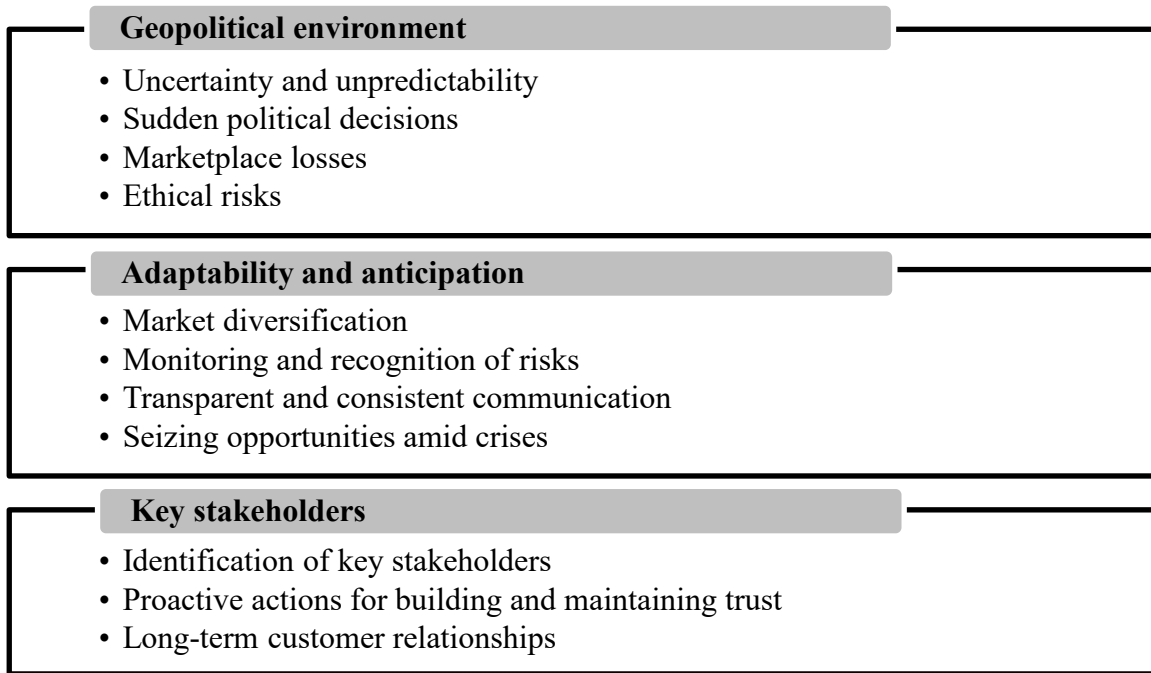 Geopolitical environment
• Uncertainty and unpredictability
• Sudden political decisions
• Marketplace losses
• Ethical risks
Adaptability and anticipation
• Market diversification
• Monitoring and recognition of risks
• Transparent and consistent communication
• Seizing opportunities amid crises
Key stakeholders
• Identification of key stakeholders
• Proactive actions for building and maintaining trust
• Long-term customer relationships